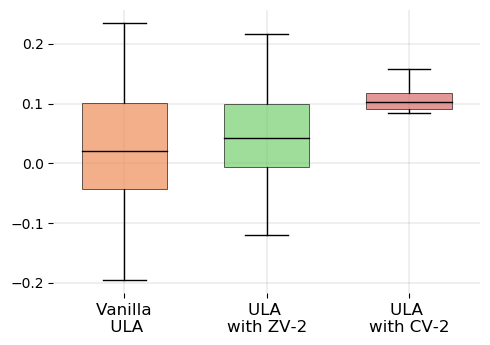 0.2
0.1
0.0
−0.1
−0.2
Vanilla
ULA
ULA
with ZV-2
ULA
with CV-2